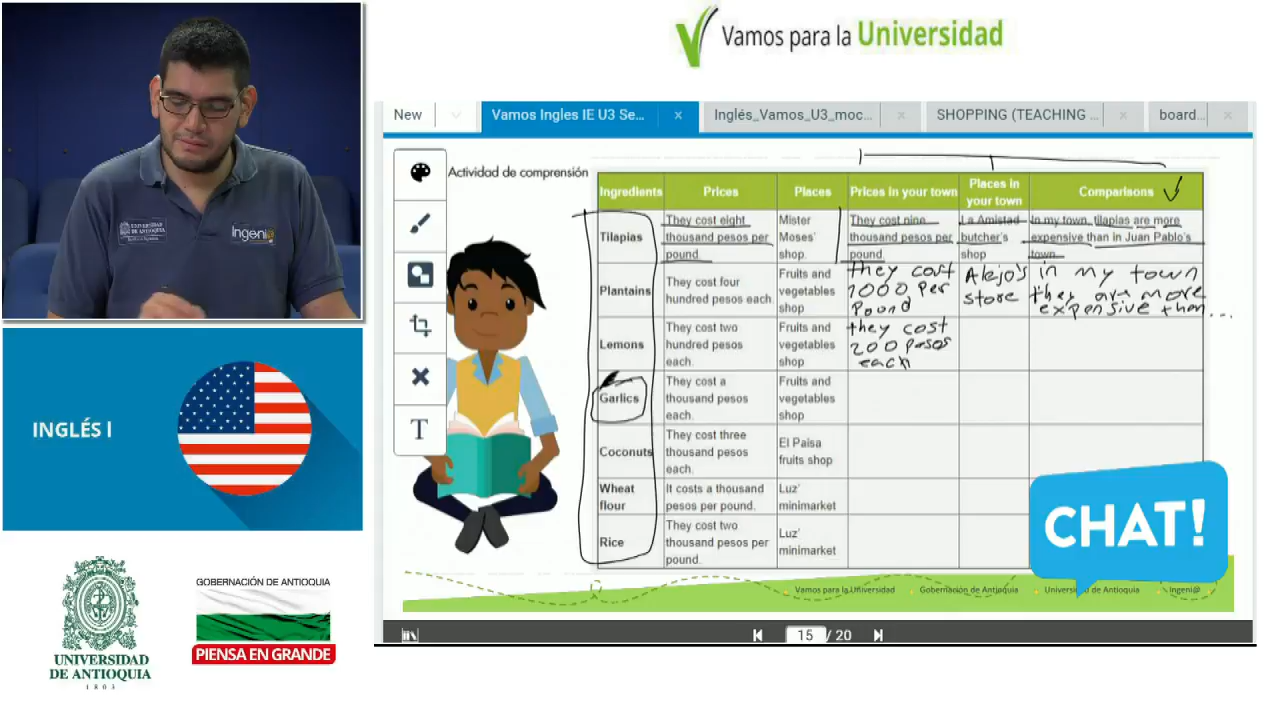 Vamos para la Universidad
New
Vamos Ingles IE U3 Se...
Inglés_Vamos_U3_moc...
SHOPPING (TEACHING ...
board...
Actividad de comprensión
Ingredients Prices Places Prices in your town Places in your town Comparisons
Tilapias They cost eight thousand pesos per pound. Mister Moses' shop. They cost nine thousand pesos per pound La Amistad butcher's shop In my town, tilapias are more expensive than in Juan Pablo's town.
Plantains They cost four hundred pesos each. Fruits and vegetables shop they cost 1000 per pound Alejo's store in my town they are more expensive than...
Lemons They cost two hundred pesos each. Fruits and vegetables shop they cost 200 pesos each
Garlics They cost a thousand pesos each. Fruits and vegetables shop
Coconuts They cost three thousand pesos each. El Paisa fruits shop
Wheat flour It costs a thousand pesos per pound. Luz' minimarket
Rice They cost two thousand pesos per pound. Luz' minimarket
T
CHAT!
Vamos para la Universidad
Gobernación de Antioquia
Universidad de Antioquia
Ingeni@
15 / 20
UNIVERSIDAD DE ANTIOQUIA
Ingeni@
INGLÉS I
UNIVERSIDAD
DE ANTIOQUIA
1803
GOBERNACIÓN DE ANTIOQUIA
PIENSA EN GRANDE